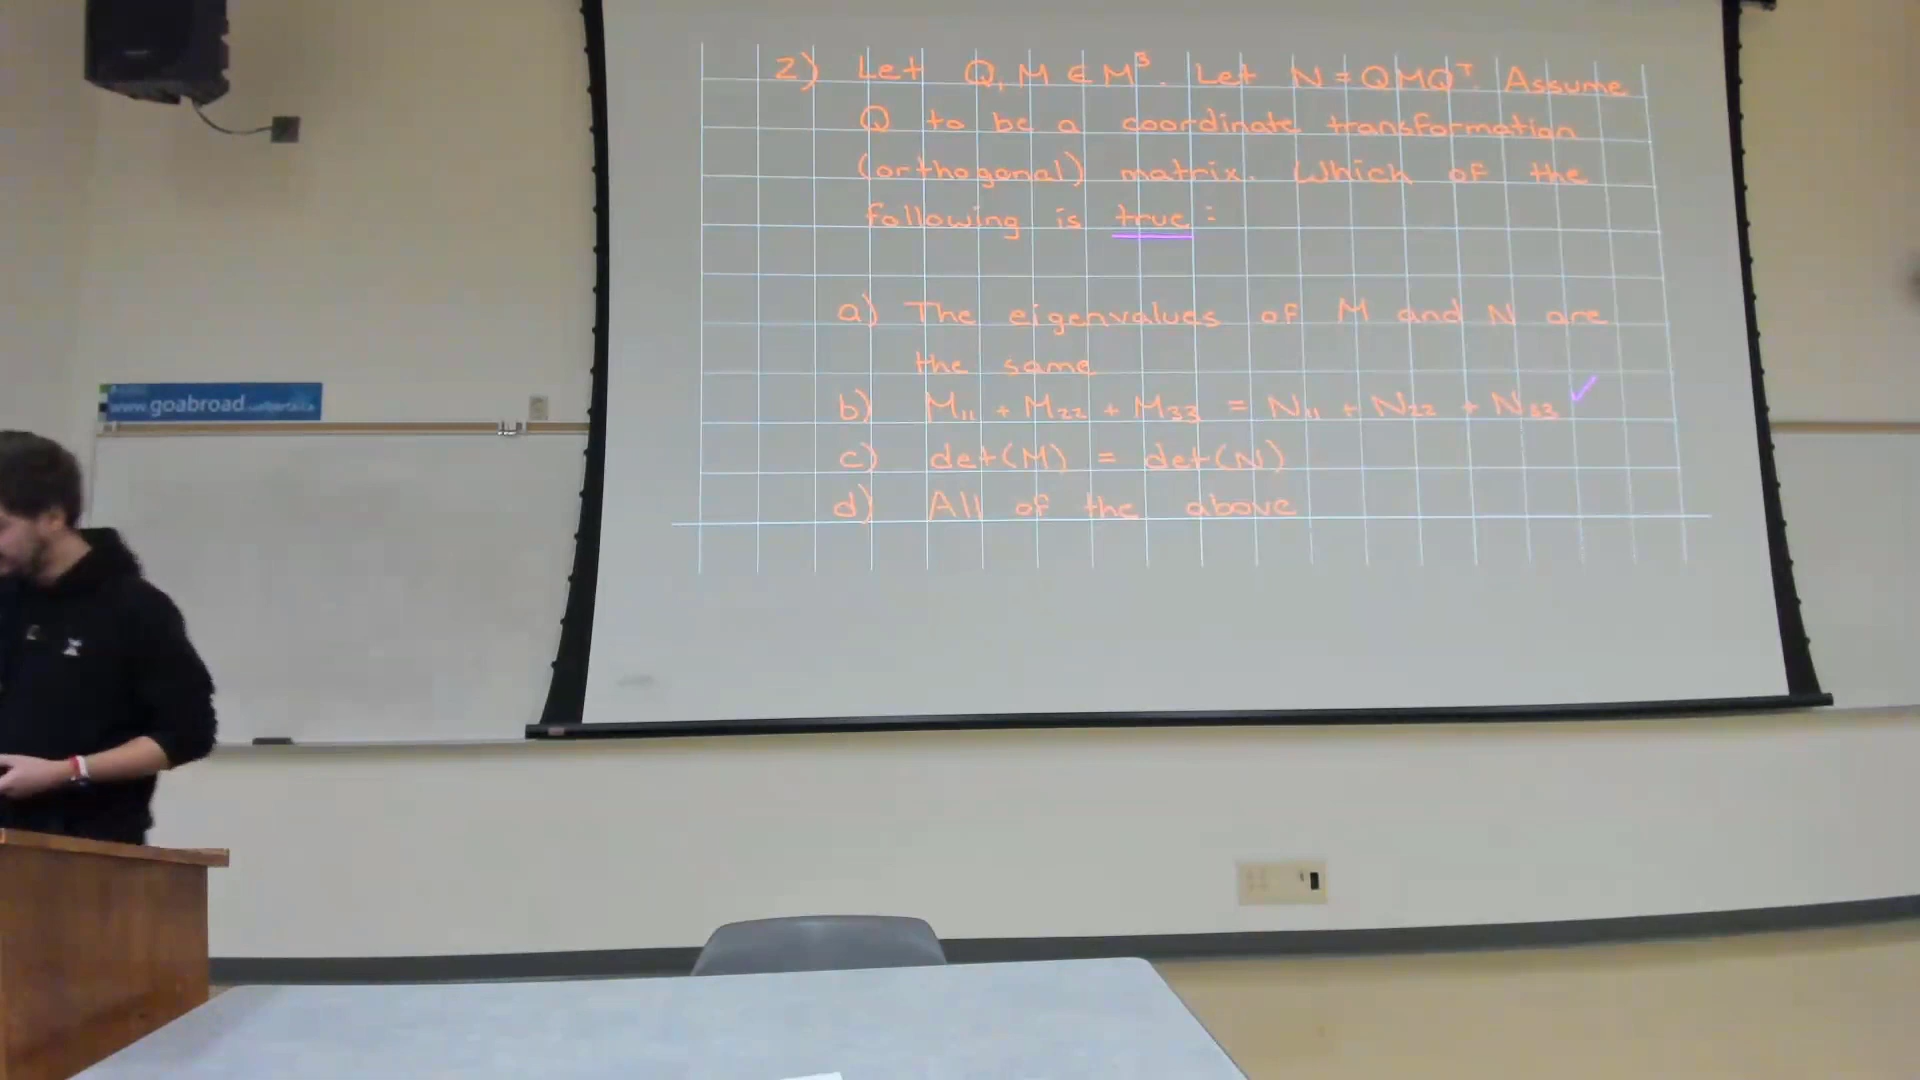 2) Let Q, M ∈ M³. Let N = QMQᵀ. Assume
Q to be a coordinate transformation
(orthogonal) matrix. Which of the
following is true:
a) The eigenvalues of M and N are
the same
b) M₁₁ + M₂₂ + M₃₃ = N₁₁ + N₂₂ + N₃₃ ✓
c) det(M) = det(N)
d) All of the above
www.goabroad.ualberta.ca